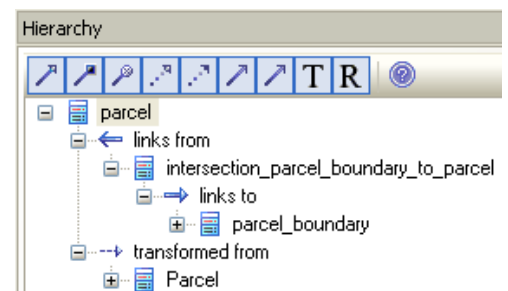 Hierarchy
T R ?
parcel
links from
intersection_parcel_boundary_to_parcel
links to
parcel_boundary
transformed from
Parcel